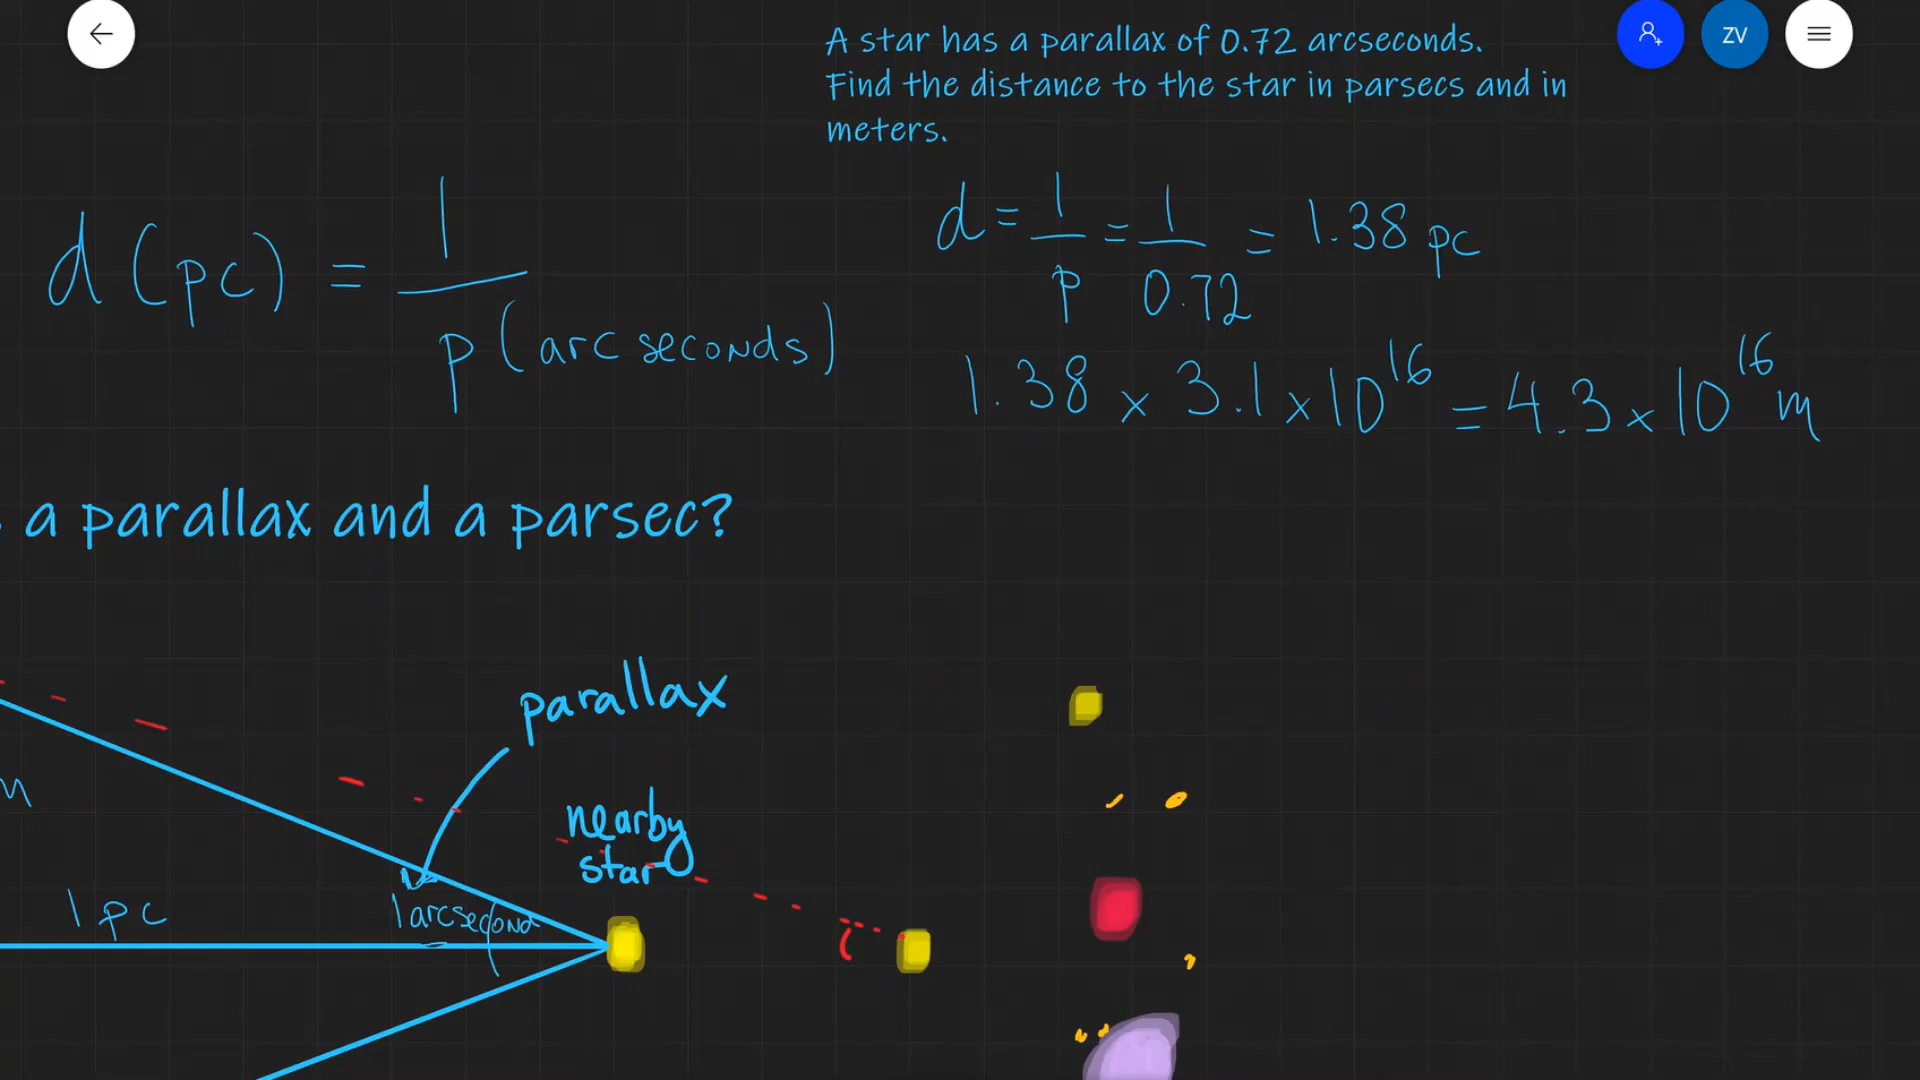 A star has a parallax of 0.72 arcseconds.
Find the distance to the star in parsecs and in
meters.
ZV
d (pc) = 1 / p (arc seconds)
d = 1/p = 1/0.72 = 1.38 pc
1.38 x 3.1 x 10^16 = 4.3 x 10^16 m
a parallax and a parsec?
parallax
nearby
star
1 pc
1 arcsecond